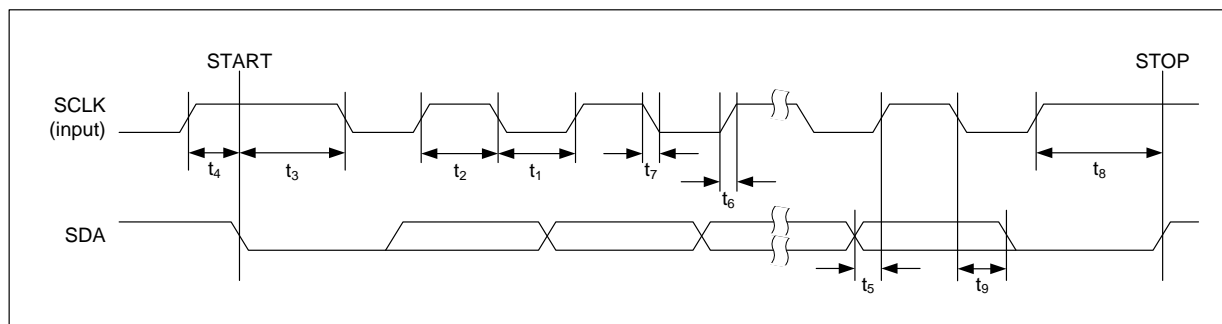 START
STOP
SCLK
(input)
t4
t3
t2
t1
t7
t6
t8
SDA
t5
t9